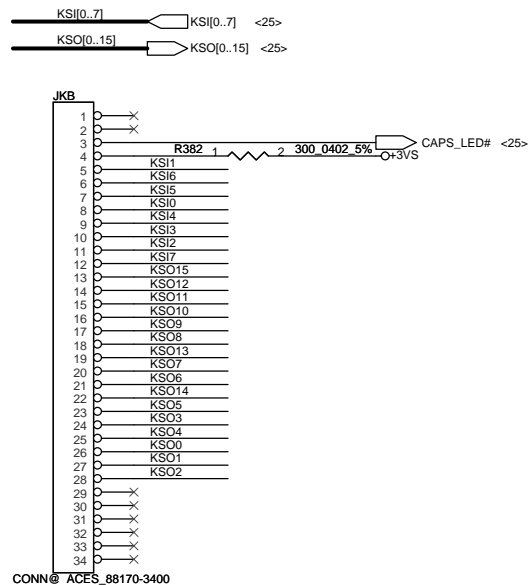 KSI[0..7] KSI[0..7] <25>
KSO[0..15] KSO[0..15] <25>
JKB
1
2
3 CAPS_LED# <25>
4 R382 1 2 300_0402_5% +3VS
5 KSI1
6 KSI6
7 KSI5
8 KSI0
9 KSI4
10 KSI3
11 KSI2
12 KSI7
13 KSO15
14 KSO12
15 KSO11
16 KSO10
17 KSO9
18 KSO8
19 KSO13
20 KSO7
21 KSO6
22 KSO14
23 KSO5
24 KSO3
25 KSO4
26 KSO0
27 KSO1
28 KSO2
29
30
31
32
33
34
CONN@ ACES_88170-3400